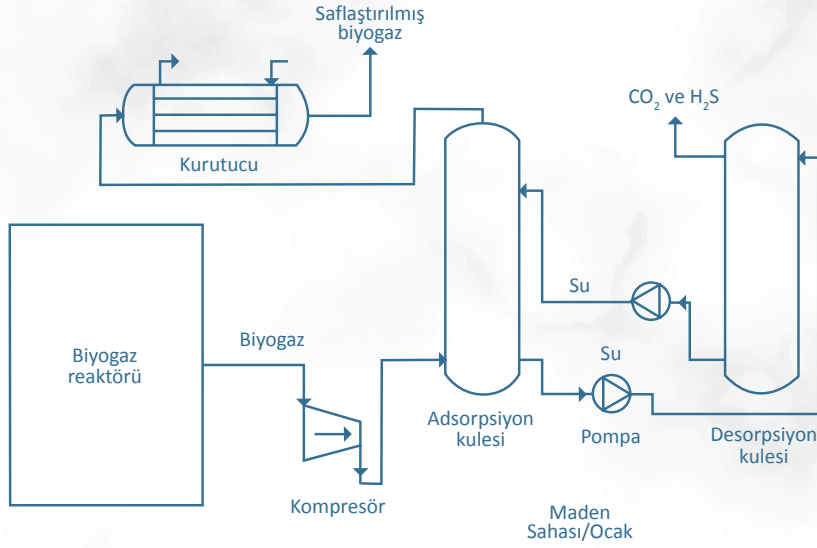 Saflaştırılmış
biyogaz
CO₂ ve H₂S
Kurutucu
Su
Biyogaz
Su
Biyogaz
reaktörü
Adsorpsiyon
kulesi
Pompa
Desorpsiyon
kulesi
Kompresör
Maden
Sahası/Ocak